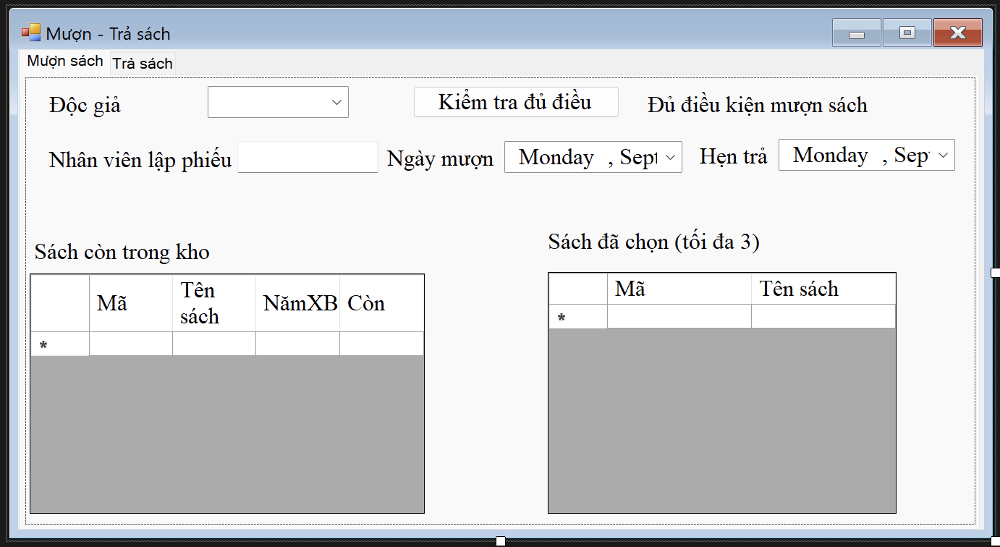 Mượn - Trả sách
Mượn sách Trả sách
Độc giả Kiểm tra đủ điều Đủ điều kiện mượn sách
Nhân viên lập phiếu Ngày mượn Monday , Sept Hẹn trả Monday , Sep
Sách đã chọn (tối đa 3)
Sách còn trong kho
Mã Tên sách NămXB Còn
*
Mã Tên sách
*